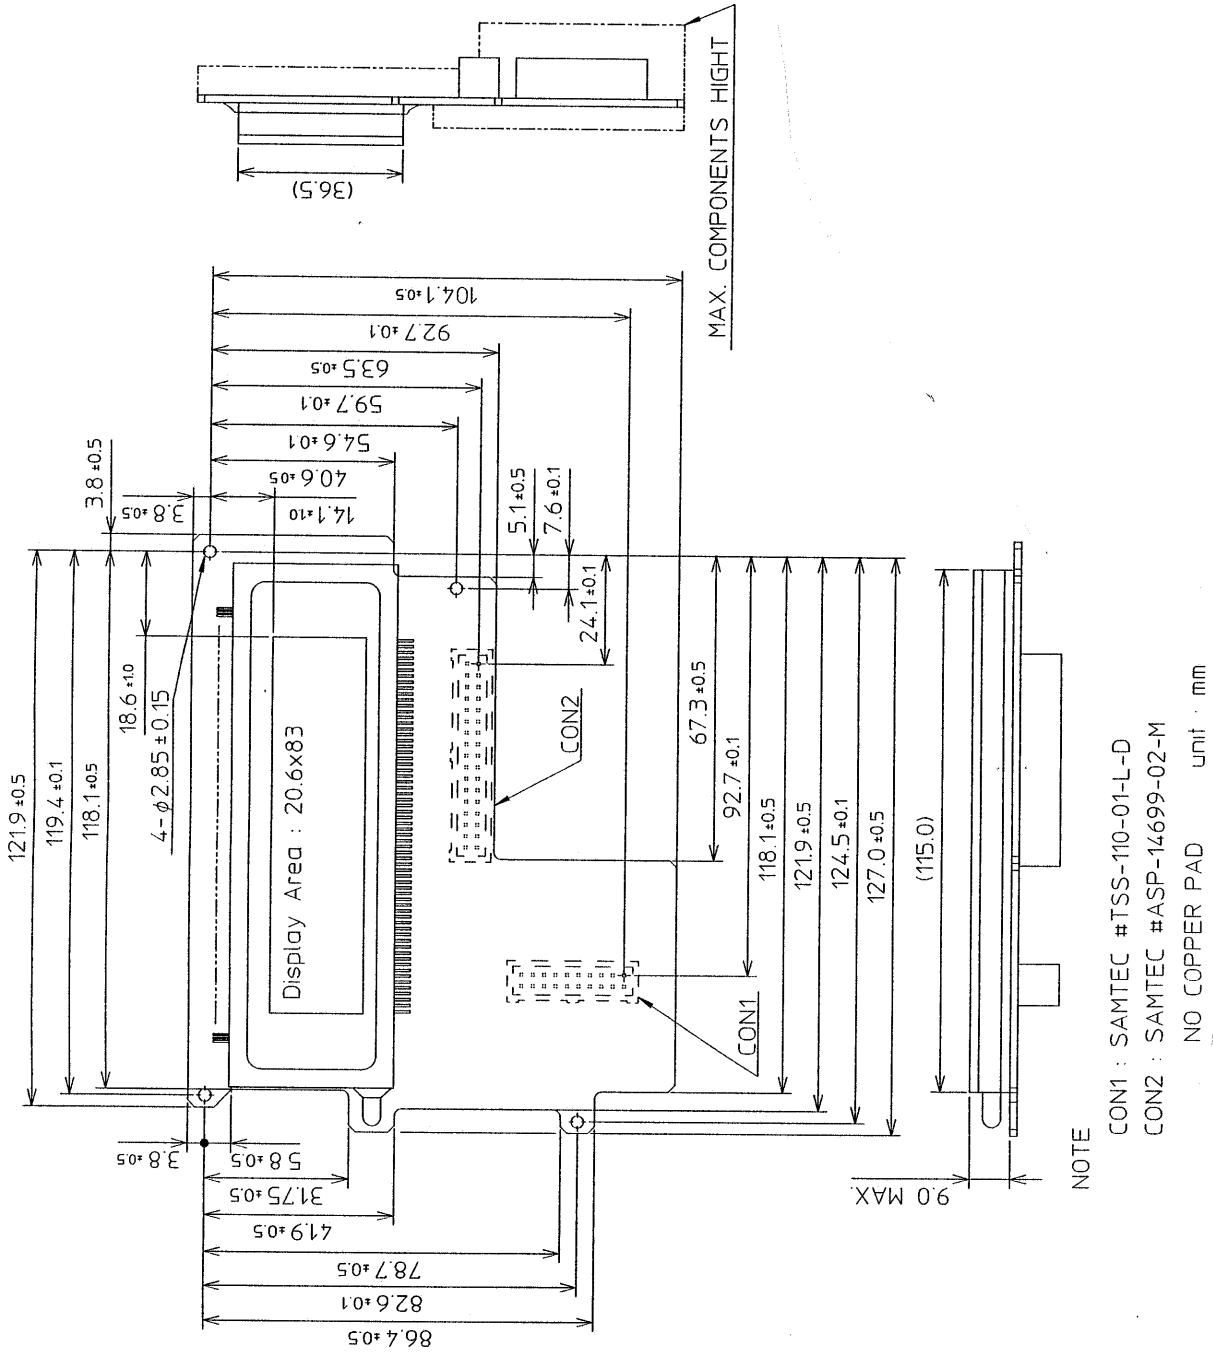 MAX. COMPONENTS HIGHT
(36.5)
104.1 ±0.5
92.7 ±0.1
63.5 ±0.5
59.7 ±0.1
54.6 ±0.1
40.6 ±0.5
14.1 ±1.0
3.8 ±0.5
3.8 ±0.5
5.1 ±0.5
7.6 ±0.1
24.1 ±0.1
67.3 ±0.5
92.7 ±0.1
118.1 ±0.5
121.9 ±0.5
124.5 ±0.1
127.0 ±0.5
121.9 ±0.5
119.4 ±0.1
118.1 ±0.5
18.6 ±1.0
4-φ2.85 ± 0.15
Display Area : 20.6x83
CON2
CON1
3.8 ±0.5
5.8 ±0.5
31.75 ±0.5
41.9 ±0.5
78.7 ±0.5
82.6 ±0.1
86.4 ±0.5
(115.0)
9.0 MAX.
NOTE
CON1 : SAMTEC #TSS-110-01-L-D
CON2 : SAMTEC #ASP-14699-02-M
NO COPPER PAD
unit : mm